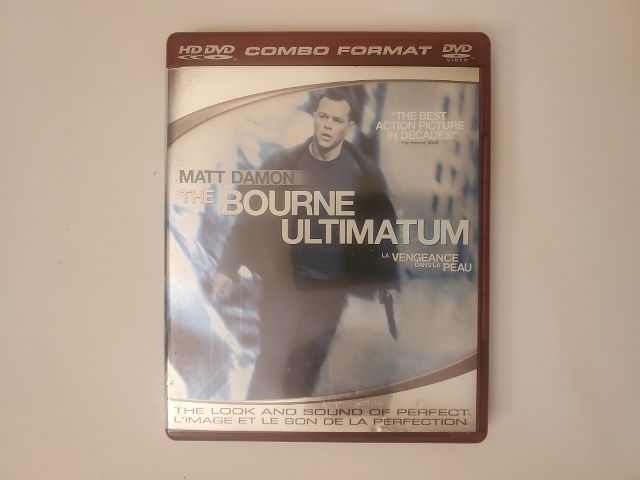 HD DVD COMBO FORMAT DVD
VIDEO
"THE BEST
ACTION PICTURE
IN DECADES!"
MATT DAMON
THE BOURNE
ULTIMATUM
LA VENGEANCE
DANS LA PEAU
THE LOOK AND SOUND OF PERFECT.
L'IMAGE ET LE SON DE LA PERFECTION.